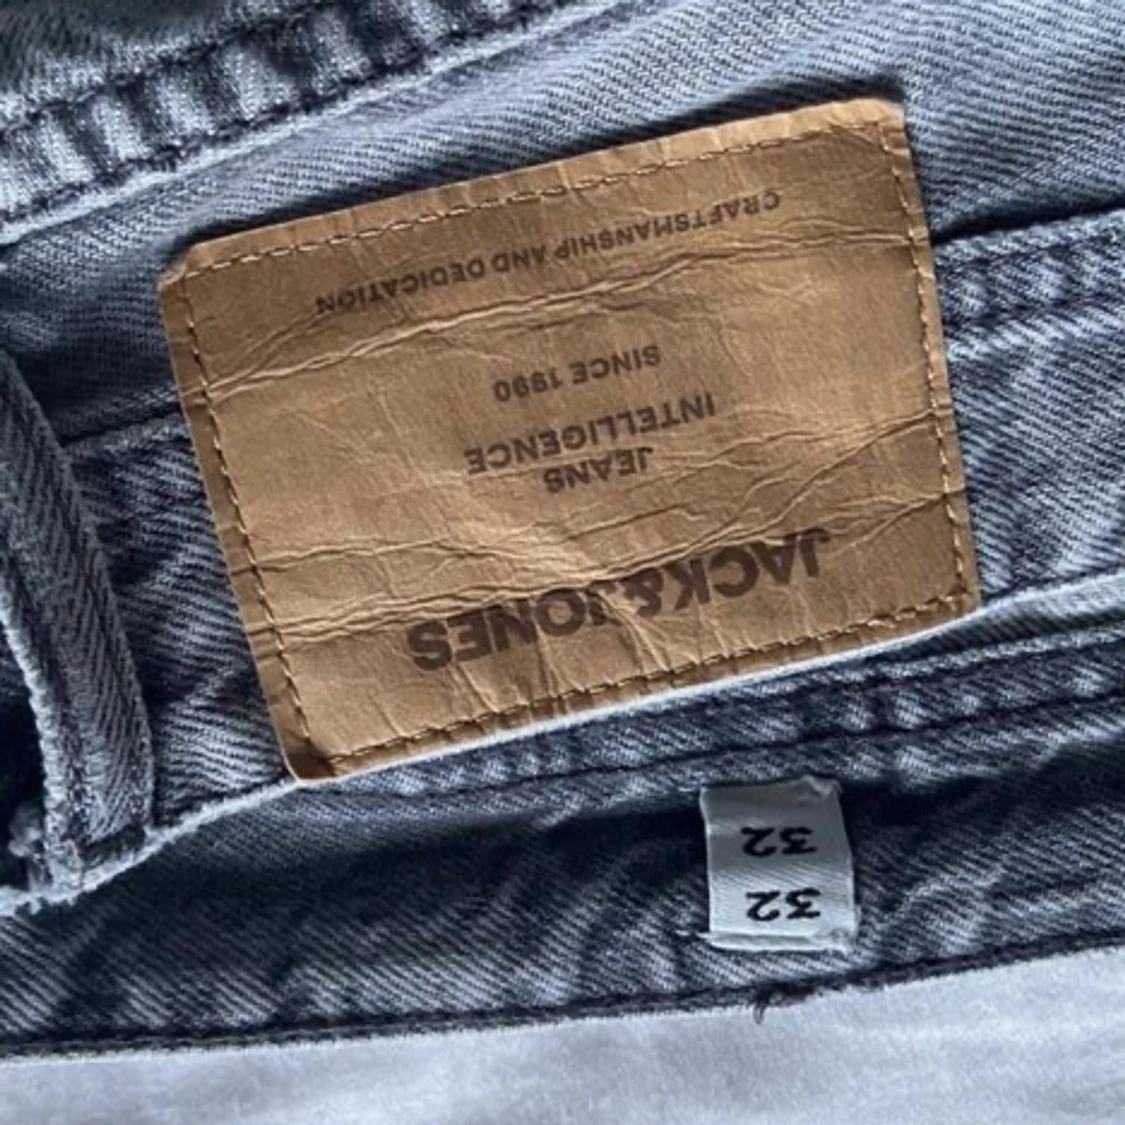 JACK&JONES
JEANS
INTELLIGENCE
SINCE 1990
CRAFTSMANSHIP AND DEDICATION
32
32